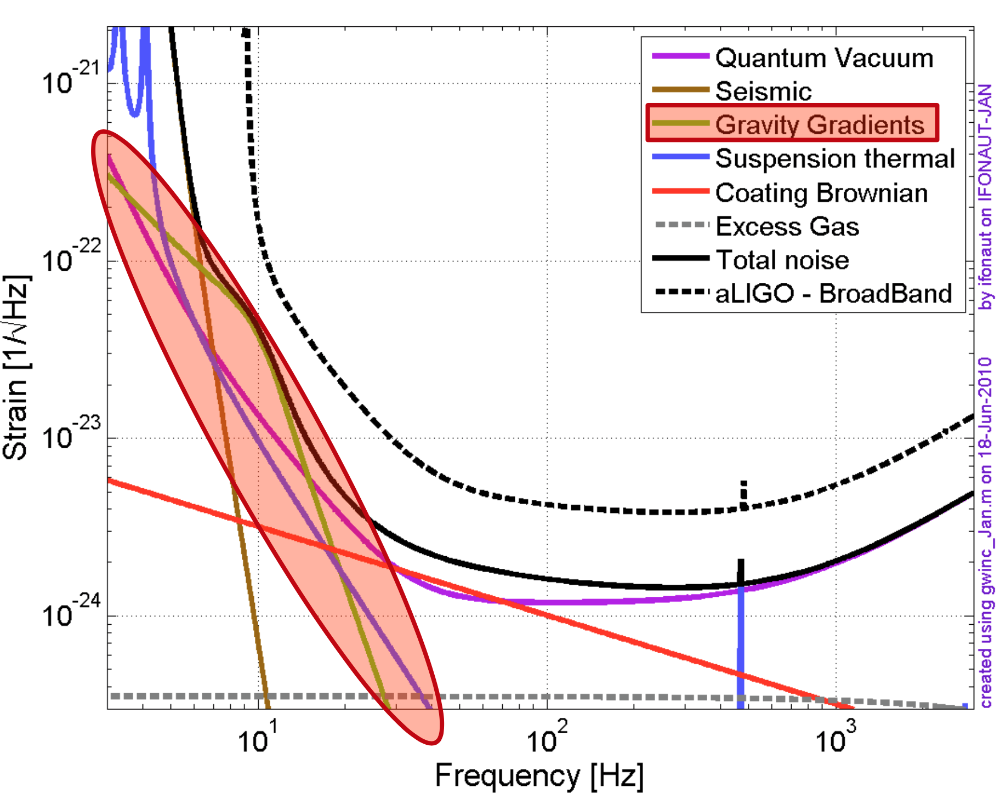 Quantum Vacuum
Seismic
Gravity Gradients
Suspension thermal
Coating Brownian
Excess Gas
Total noise
aLIGO - BroadBand
10^-21
10^-22
10^-23
10^-24
Strain [1/√Hz]
10^1
10^2
10^3
Frequency [Hz]
created using gwinc_Jan.m on 18-Jun-2010 by ifonaut on IFONAUT-JAN